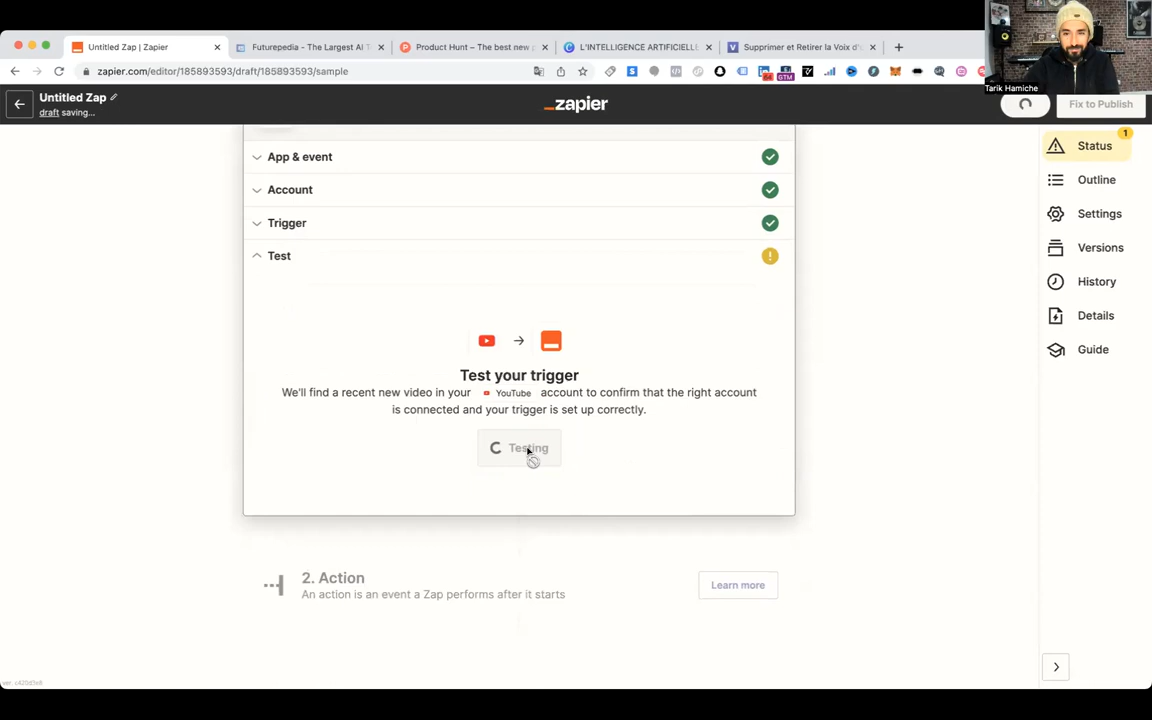 Untitled Zap | Zapier
Futurepedia - The Largest AI T
Product Hunt – The best new p
L'INTELLIGENCE ARTIFICIELL
Supprimer et Retirer la Voix d'
zapier.com/editor/185893593/draft/185893593/sample
Tarik Hamiche
Untitled Zap
draft saving...
zapier
Fix to Publish
App & event
Account
Trigger
Test
Test your trigger
We'll find a recent new video in your YouTube account to confirm that the right account
is connected and your trigger is set up correctly.
Testing
2. Action
An action is an event a Zap performs after it starts
Learn more
Status
1
Outline
Settings
Versions
History
Details
Guide